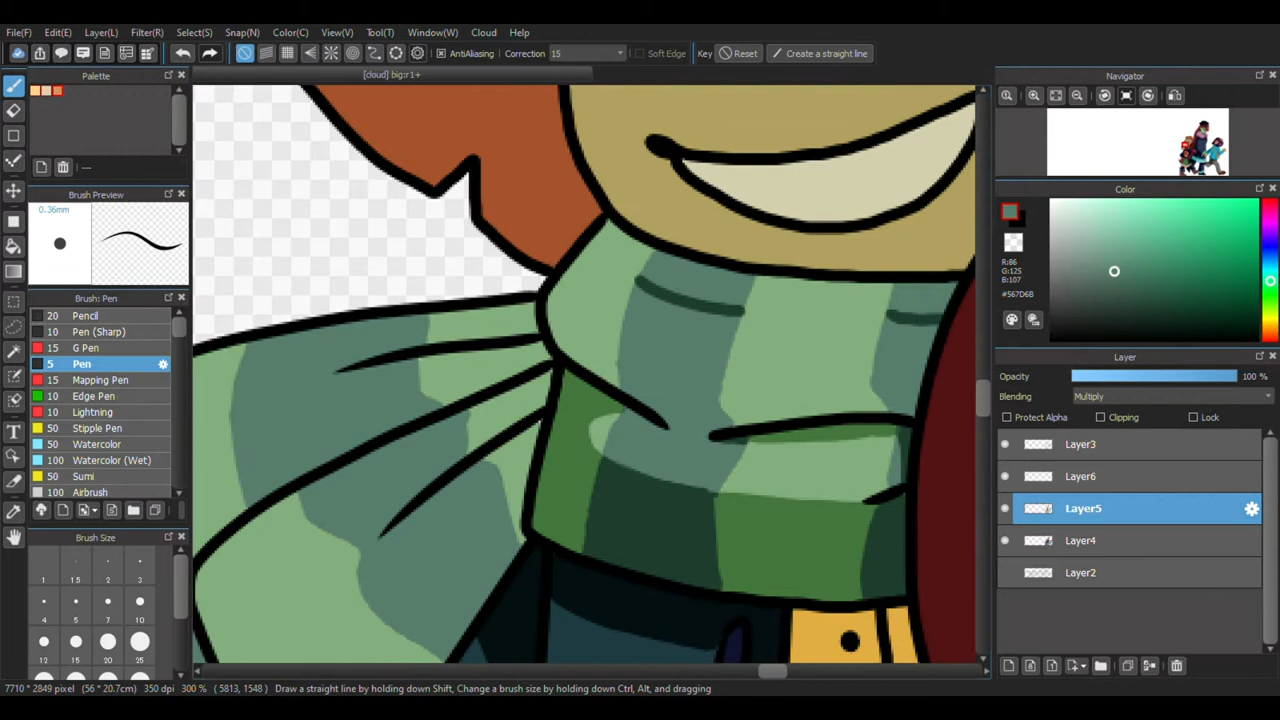 File(F) Edit(E) Layer(L) Filter(R) Select(S) Snap(N) Color(C) View(V) Tool(T) Window(W) Cloud Help
AntiAliasing Correction 15 Soft Edge Key Reset Create a straight line
Palette
[cloud] big:r1+
Navigator
---
Brush Preview
0.36mm
Color
R:86
G:125
B:107
#567D6B
Brush: Pen
20 Pencil
10 Pen (Sharp)
15 G Pen
5 Pen
15 Mapping Pen
10 Edge Pen
10 Lightning
50 Stipple Pen
50 Watercolor
100 Watercolor (Wet)
50 Sumi
100 Airbrush
Layer
Opacity 100 %
Blending Multiply
Protect Alpha Clipping Lock
Layer3
Layer6
Layer5
Layer4
Layer2
Brush Size
1 1.5 2 3
4 5 7 10
12 15 20 25
7710 * 2849 pixel (56 * 20.7cm) 350 dpi 300 % ( 5813, 1548 ) Draw a straight line by holding down Shift, Change a brush size by holding down Ctrl, Alt, and dragging